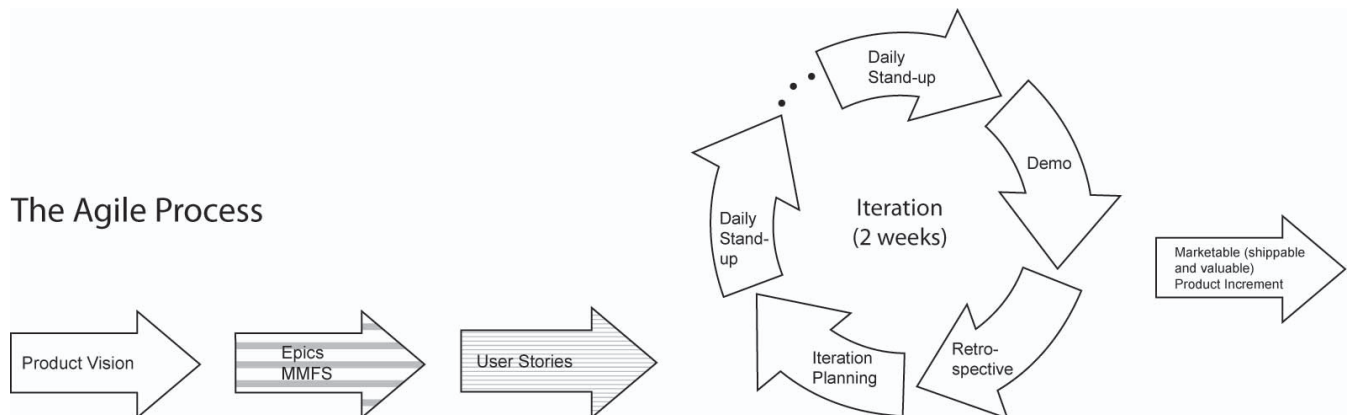 The Agile Process
Product Vision
Epics
MMFS
User Stories
Iteration
(2 weeks)
Iteration
Planning
Daily
Stand-
up
Daily
Stand-up
Demo
Retro-
spective
Marketable (shippable
and valuable)
Product Increment